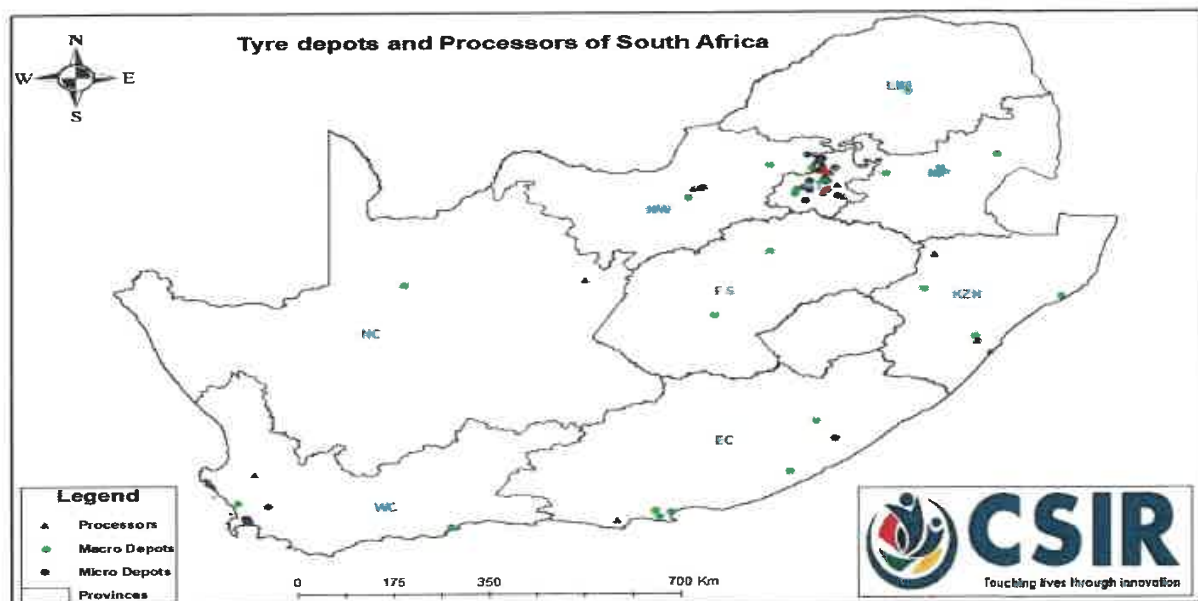 Tyre depots and Processors of South Africa
N
W E
S
NW
FS
KZN
NC
EC
WC
Legend
Processors
Macro Depots
Micro Depots
Provinces
0 175 350 700 Km
CSIR
Touching lives through innovation